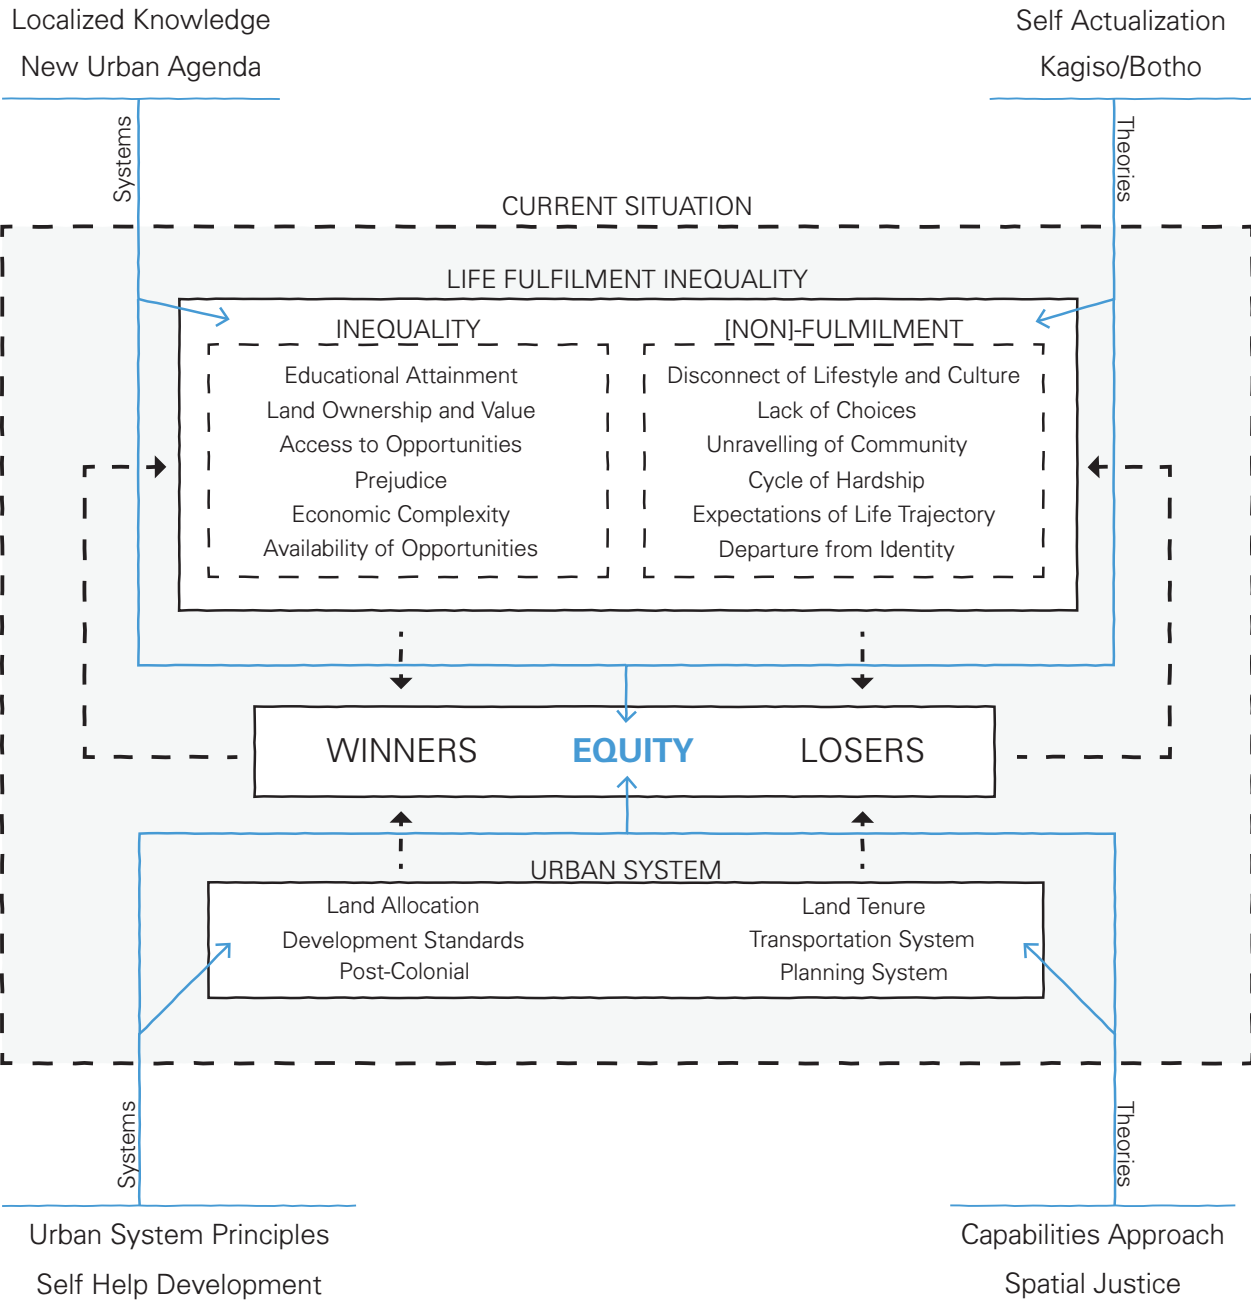 Localized Knowledge
New Urban Agenda
Self Actualization
Kagiso/Botho
Systems
Theories
CURRENT SITUATION
LIFE FULFILMENT INEQUALITY
INEQUALITY
Educational Attainment
Land Ownership and Value
Access to Opportunities
Prejudice
Economic Complexity
Availability of Opportunities
[NON]-FULMILMENT
Disconnect of Lifestyle and Culture
Lack of Choices
Unravelling of Community
Cycle of Hardship
Expectations of Life Trajectory
Departure from Identity
WINNERS
EQUITY
LOSERS
URBAN SYSTEM
Land Allocation
Development Standards
Post-Colonial
Land Tenure
Transportation System
Planning System
Systems
Theories
Urban System Principles
Self Help Development
Capabilities Approach
Spatial Justice